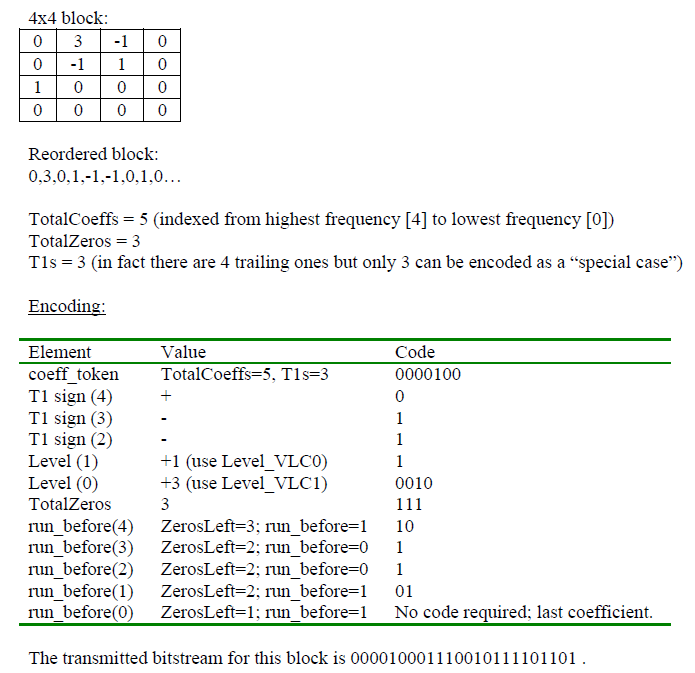 4x4 block:
0 3 -1 0
0 -1 1 0
1 0 0 0
0 0 0 0
Reordered block:
0,3,0,1,-1,-1,0,1,0…
TotalCoeffs = 5 (indexed from highest frequency [4] to lowest frequency [0])
TotalZeros = 3
T1s = 3 (in fact there are 4 trailing ones but only 3 can be encoded as a “special case”)
Encoding:
Element Value Code
coeff_token TotalCoeffs=5, T1s=3 0000100
T1 sign (4) + 0
T1 sign (3) - 1
T1 sign (2) - 1
Level (1) +1 (use Level_VLC0) 1
Level (0) +3 (use Level_VLC1) 0010
TotalZeros 3 111
run_before(4) ZerosLeft=3; run_before=1 10
run_before(3) ZerosLeft=2; run_before=0 1
run_before(2) ZerosLeft=2; run_before=0 1
run_before(1) ZerosLeft=2; run_before=1 01
run_before(0) ZerosLeft=1; run_before=1 No code required; last coefficient.
The transmitted bitstream for this block is 000010001110010111101101 .